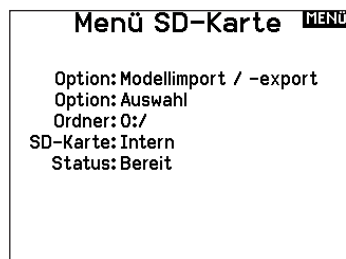 Menü SD-Karte MENÜ
Option: Modellimport / -export
Option: Auswahl
Ordner: 0:/
SD-Karte: Intern
Status: Bereit